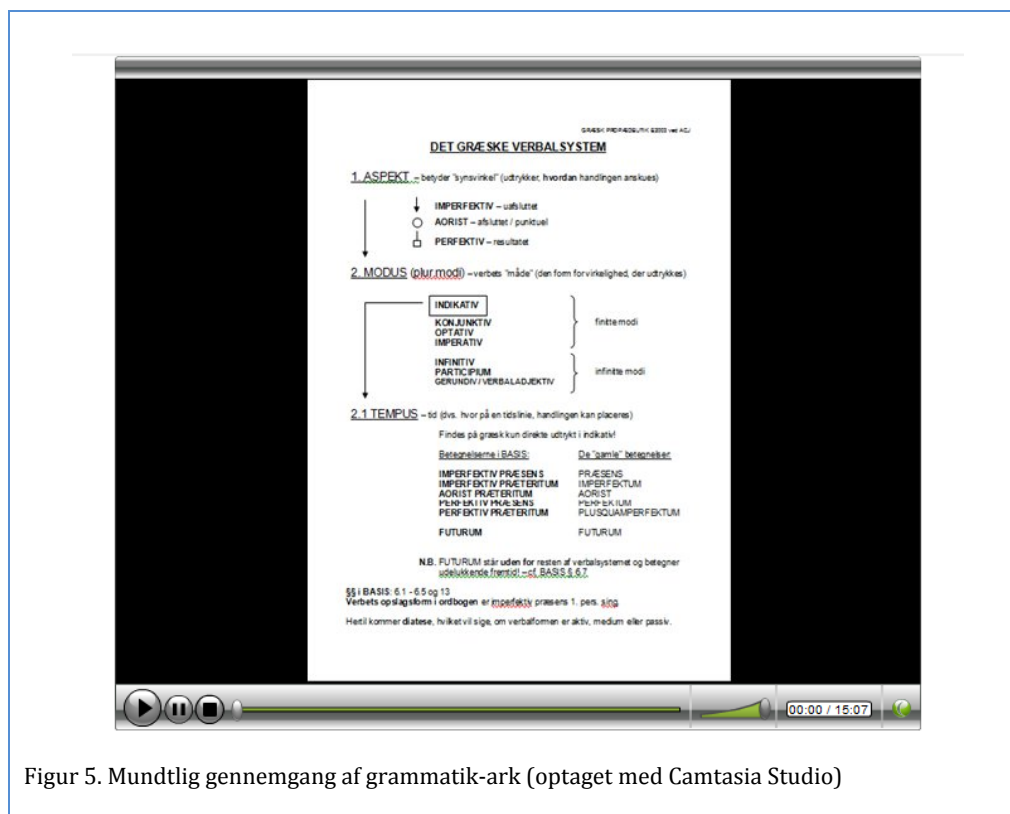 GRÆSK PROPÆDEUTIK E2008 ved AGJ
DET GRÆSKE VERBALSYSTEM
1. ASPEKT – betyder "synsvinkel" (udtrykker, hvordan handlingen anskues)
IMPERFEKTIV – uafsluttet
AORIST – afsluttet / punktuel
PERFEKTIV – resultatet
2. MODUS (plur.modi) – verbets "måde" (den form for virkelighed, der udtrykkes)
INDIKATIV
KONJUNKTIV
OPTATIV
IMPERATIV
finitte modi
INFINITIV
PARTICIPIUM
GERUNDIV / VERBALADJEKTIV
infinitte modi
2.1 TEMPUS – tid (dvs. hvor på en tidslinie, handlingen kan placeres)
Findes på græsk kun direkte udtrykt i indikativ!
Betegnelserne i BASIS: De "gamle" betegnelser:
IMPERFEKTIV PRÆSENS PRÆSENS
IMPERFEKTIV PRÆTERITUM IMPERFEKTUM
AORIST PRÆTERITUM AORIST
PERFEKTIV PRÆSENS PERFEKTUM
PERFEKTIV PRÆTERITUM PLUSQUAMPERFEKTUM
FUTURUM FUTURUM
N.B. FUTURUM står uden for resten af verbalsystemet og betegner
udelukkende fremtid! – cf. BASIS § 6.7
§§ i BASIS: 6.1 - 6.5 og 13
Verbets opslagsform i ordbogen er imperfektiv præsens 1. pers. sing.
Hertil kommer diatese, hvilket vil sige, om verbalformen er aktiv, medium eller passiv.
00:00 / 15:07
Figur 5. Mundtlig gennemgang af grammatik-ark (optaget med Camtasia Studio)